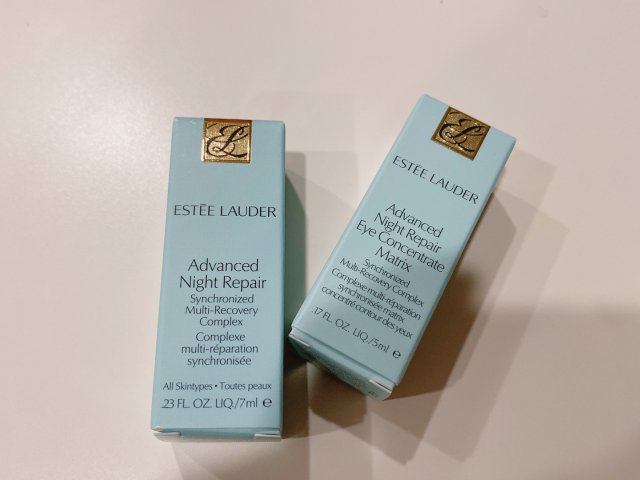 EL
ESTĒE LAUDER
Advanced
Night Repair
Synchronized
Multi-Recovery
Complex
Complexe
multi-réparation
synchronisée
All Skintypes • Toutes peaux
.23 FL. OZ. LIQ./7ml e
EL
ESTĒE LAUDER
Advanced
Night Repair
Eye Concentrate
Matrix
Synchronized
Multi-Recovery Complex
Complexe multi-réparation
synchronisée matrix
concentré contour des yeux
.17 FL. OZ. LIQ./5ml e